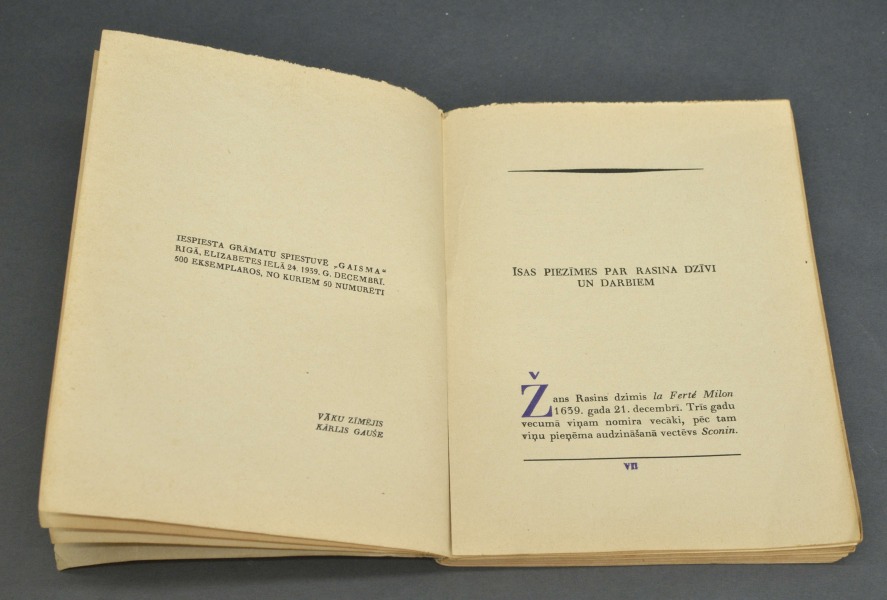 IESPIESTA GRĀMATU SPIESTUVĒ „GAISMA“
RIGĀ, ELIZABETES IELĀ 24. 1939. G. DECEMBRĪ.
500 EKSEMPLAROS, NO KURIEM 50 NUMURĒTI
VĀKU ZĪMĒJIS
KĀRLIS GAUŠE
ĪSAS PIEZĪMES PAR RASINA DZĪVI
UN DARBIEM
Žans Rasins dzimis la Ferté Milon
1639. gada 21. decembrī. Trīs gadu
vecumā viņam nomira vecāki, pēc tam
viņu pieņēma audzināšanā vectēvs Sconin.
VII